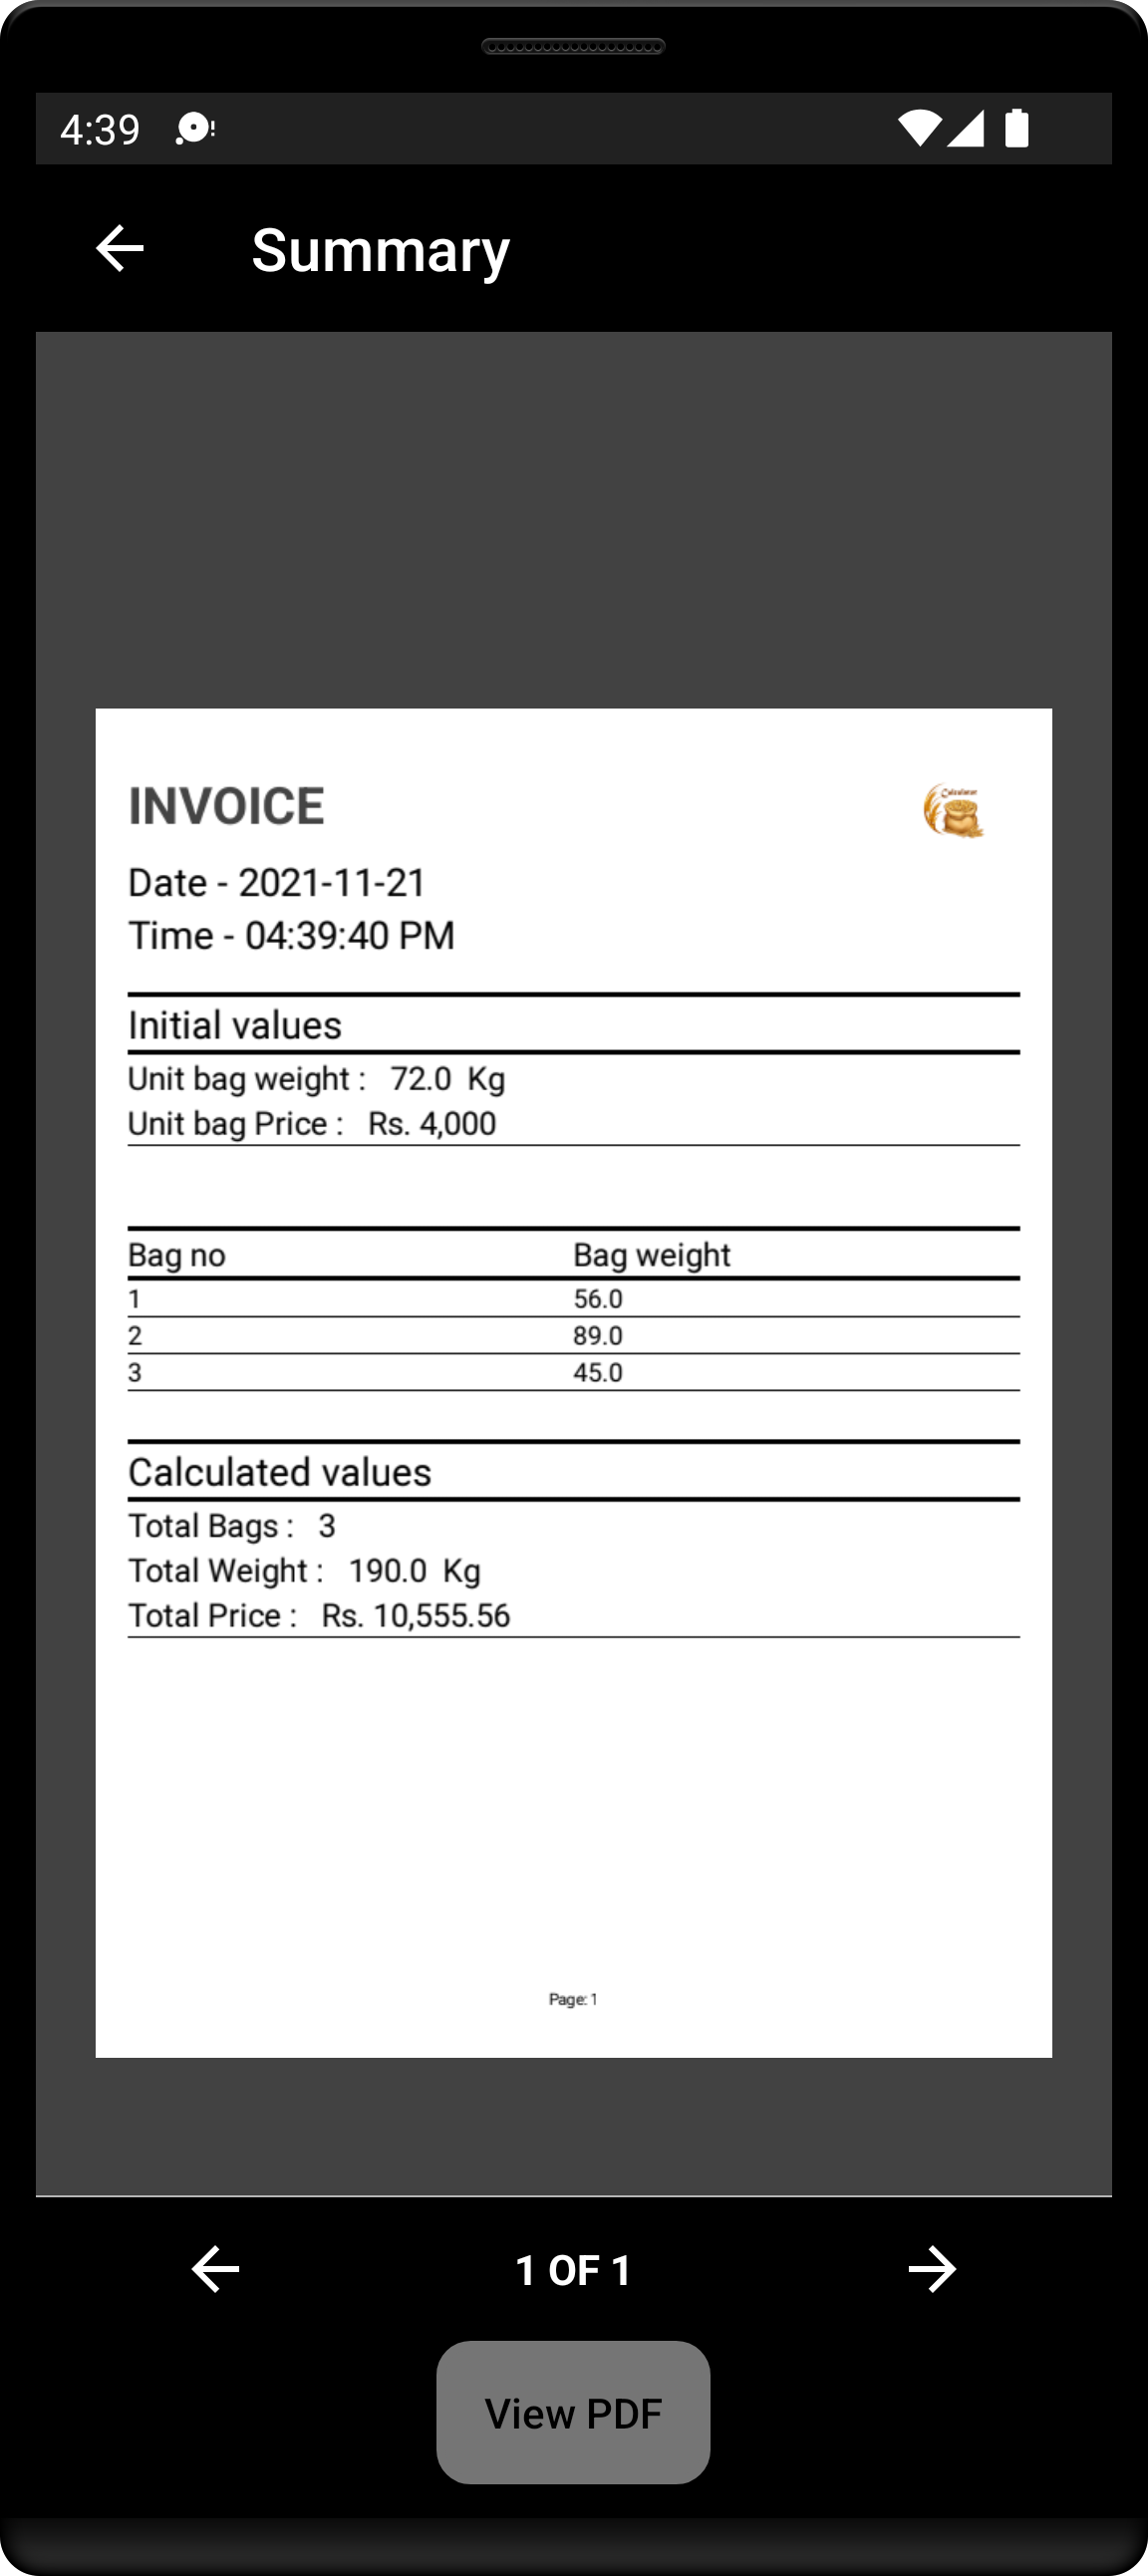 4:39
Summary
INVOICE
Calculator
Date - 2021-11-21
Time - 04:39:40 PM
Initial values
Unit bag weight : 72.0 Kg
Unit bag Price : Rs. 4,000
Bag no Bag weight
1 56.0
2 89.0
3 45.0
Calculated values
Total Bags : 3
Total Weight : 190.0 Kg
Total Price : Rs. 10,555.56
Page: 1
1 OF 1
View PDF